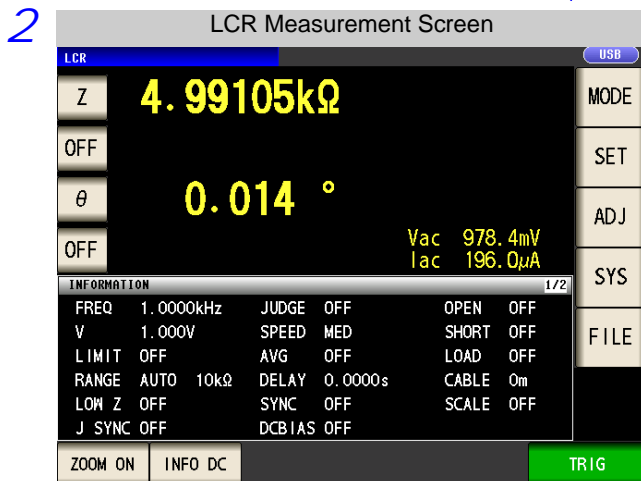 2
LCR Measurement Screen
LCR
USB
Z 4.99105kΩ
MODE
OFF
SET
θ 0.014 °
ADJ
OFF
Vac 978.4mV
Iac 196.0μA
SYS
INFORMATION 1/2
FREQ 1.0000kHz JUDGE OFF OPEN OFF
V 1.000V SPEED MED SHORT OFF
FILE
LIMIT OFF AVG OFF LOAD OFF
RANGE AUTO 10kΩ DELAY 0.0000s CABLE 0m
LOW Z OFF SYNC OFF SCALE OFF
J SYNC OFF DCBIAS OFF
ZOOM ON INFO DC TRIG